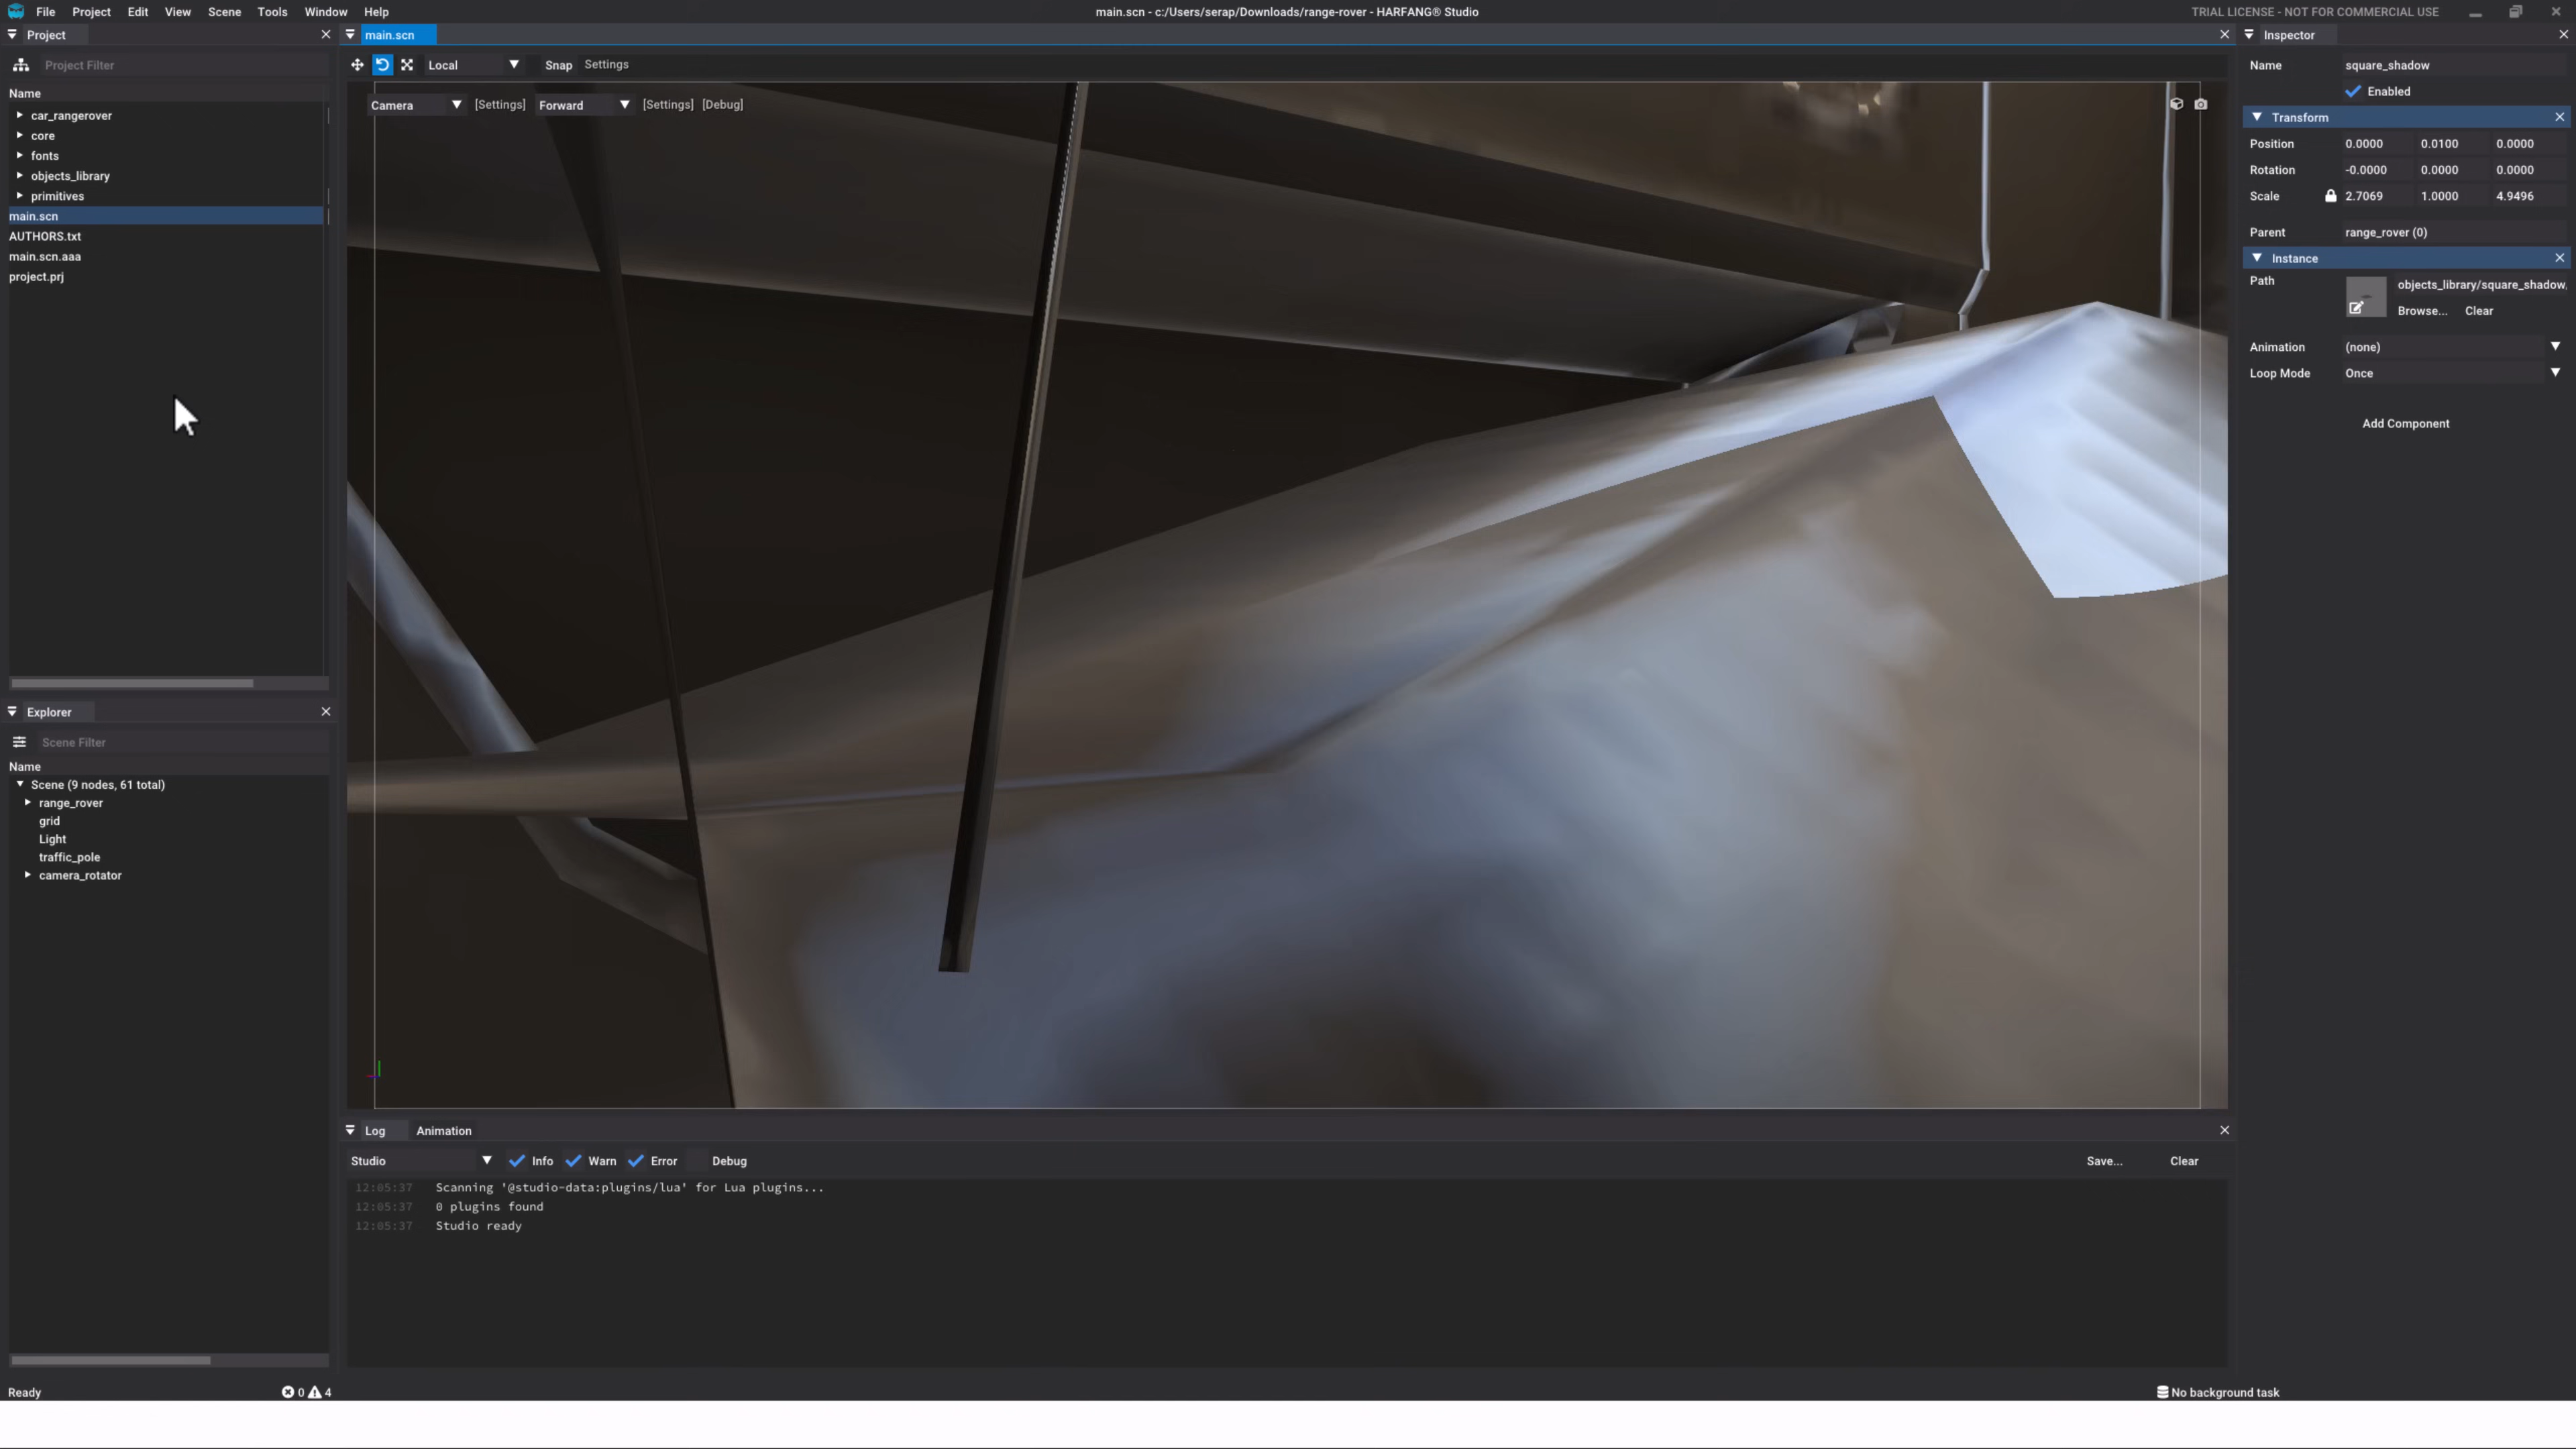 File Project Edit View Scene Tools Window Help
main.scn - c:/Users/serap/Downloads/range-rover - HARFANG® Studio
TRIAL LICENSE - NOT FOR COMMERCIAL USE
Project
Project Filter
Name
car_rangerover
core
fonts
objects_library
primitives
main.scn
AUTHORS.txt
main.scn.aaa
project.prj
Explorer
Scene Filter
Name
Scene (9 nodes, 61 total)
range_rover
grid
Light
traffic_pole
camera_rotator
Ready
0 4
main.scn
Local Snap Settings
Camera [Settings] Forward [Settings] [Debug]
Log Animation
Studio Info Warn Error Debug Save... Clear
12:05:37 Scanning '@studio-data:plugins/lua' for Lua plugins...
12:05:37 0 plugins found
12:05:37 Studio ready
Inspector
Name square_shadow
Enabled
Transform
Position 0.0000 0.0100 0.0000
Rotation -0.0000 0.0000 0.0000
Scale 2.7069 1.0000 4.9496
Parent range_rover (0)
Instance
Path objects_library/square_shadow.
Browse... Clear
Animation (none)
Loop Mode Once
Add Component
No background task